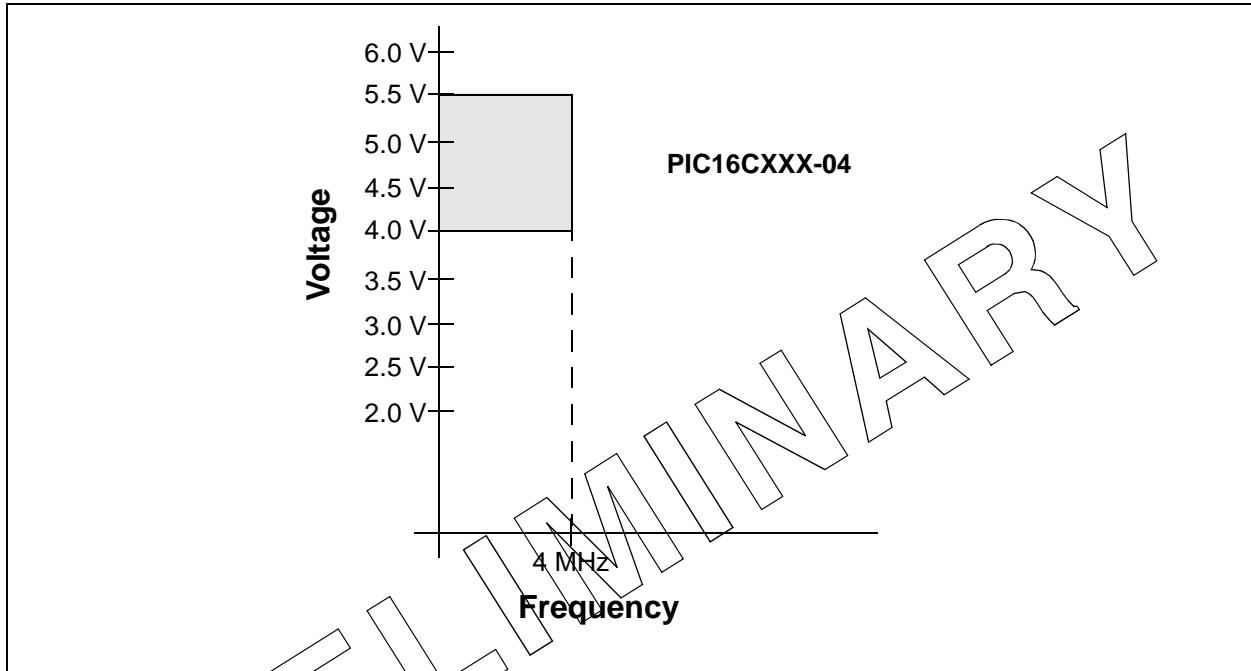 6.0 V
5.5 V
5.0 V
4.5 V
4.0 V
3.5 V
3.0 V
2.5 V
2.0 V
Voltage
PIC16CXXX-04
4 MHz
Frequency
ELIMINARY